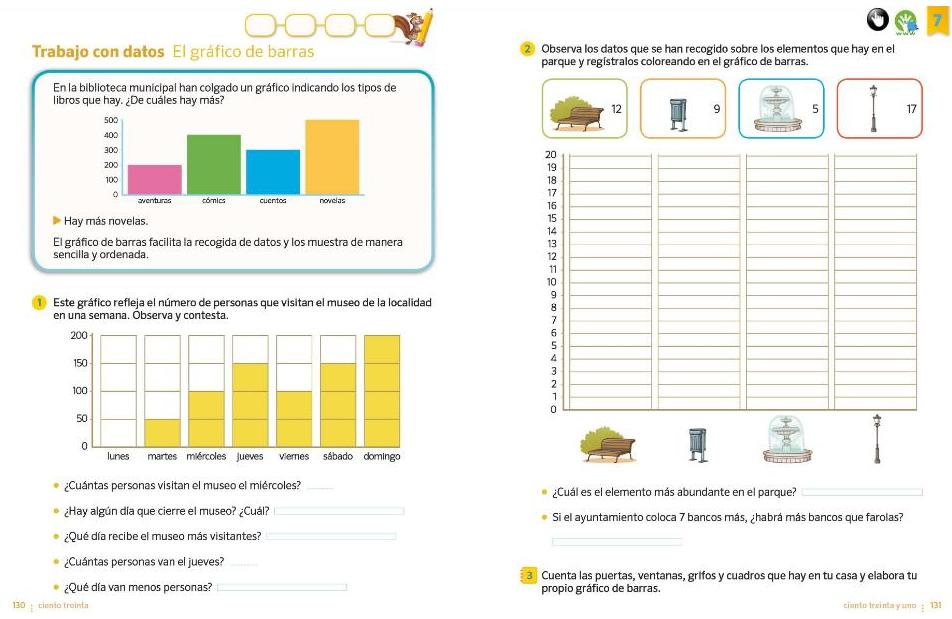 Trabajo con datos El gráfico de barras
En la biblioteca municipal han colgado un gráfico indicando los tipos de
libros que hay. ¿De cuáles hay más?
500
400
300
200
100
0
aventuras cómics cuentos novelas
Hay más novelas.
El gráfico de barras facilita la recogida de datos y los muestra de manera
sencilla y ordenada.
1 Este gráfico refleja el número de personas que visitan el museo de la localidad
en una semana. Observa y contesta.
200
150
100
50
0
lunes martes miércoles jueves viernes sábado domingo
• ¿Cuántas personas visitan el museo el miércoles?
• ¿Hay algún día que cierre el museo? ¿Cuál?
• ¿Qué día recibe el museo más visitantes?
• ¿Cuántas personas van el jueves?
• ¿Qué día van menos personas?
130 ciento treinta
7
2 Observa los datos que se han recogido sobre los elementos que hay en el
parque y regístralos coloreando en el gráfico de barras.
12 9 5 17
20
19
18
17
16
15
14
13
12
11
10
9
8
7
6
5
4
3
2
1
0
• ¿Cuál es el elemento más abundante en el parque?
• Si el ayuntamiento coloca 7 bancos más, ¿habrá más bancos que farolas?
3 Cuenta las puertas, ventanas, grifos y cuadros que hay en tu casa y elabora tu
propio gráfico de barras.
ciento treinta y uno 131